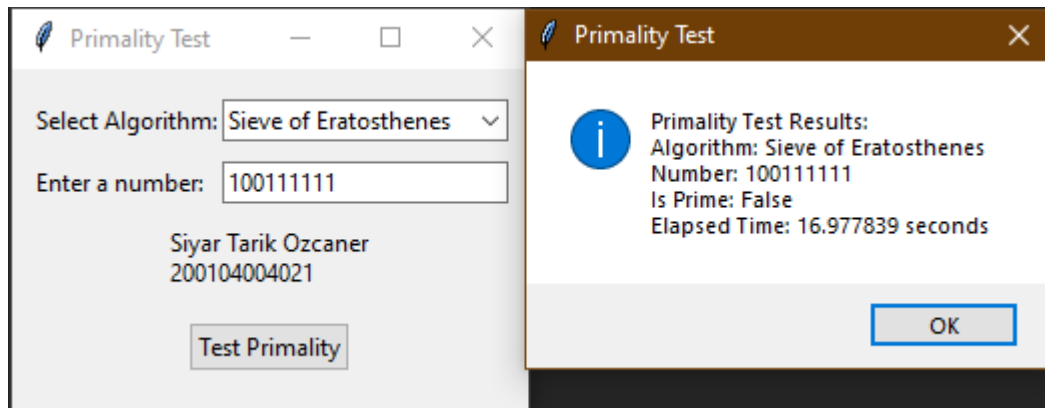 Primality Test
Select Algorithm: Sieve of Eratosthenes
Enter a number: 100111111
Siyar Tarik Ozcaner
200104004021
Test Primality
Primality Test
Primality Test Results:
Algorithm: Sieve of Eratosthenes
Number: 100111111
Is Prime: False
Elapsed Time: 16.977839 seconds
OK